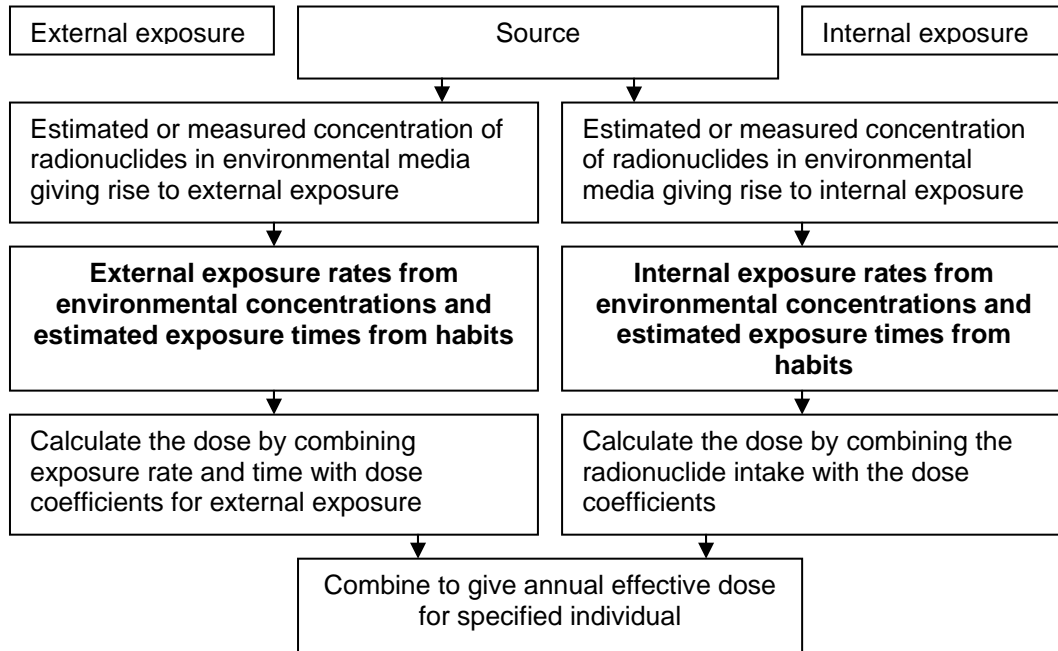 External exposure
Source
Internal exposure
Estimated or measured concentration of
radionuclides in environmental media
giving rise to external exposure
Estimated or measured concentration
of radionuclides in environmental
media giving rise to internal exposure
External exposure rates from
environmental concentrations and
estimated exposure times from habits
Internal exposure rates from
environmental concentrations and
estimated exposure times from
habits
Calculate the dose by combining
exposure rate and time with dose
coefficients for external exposure
Calculate the dose by combining the
radionuclide intake with the dose
coefficients
Combine to give annual effective dose
for specified individual